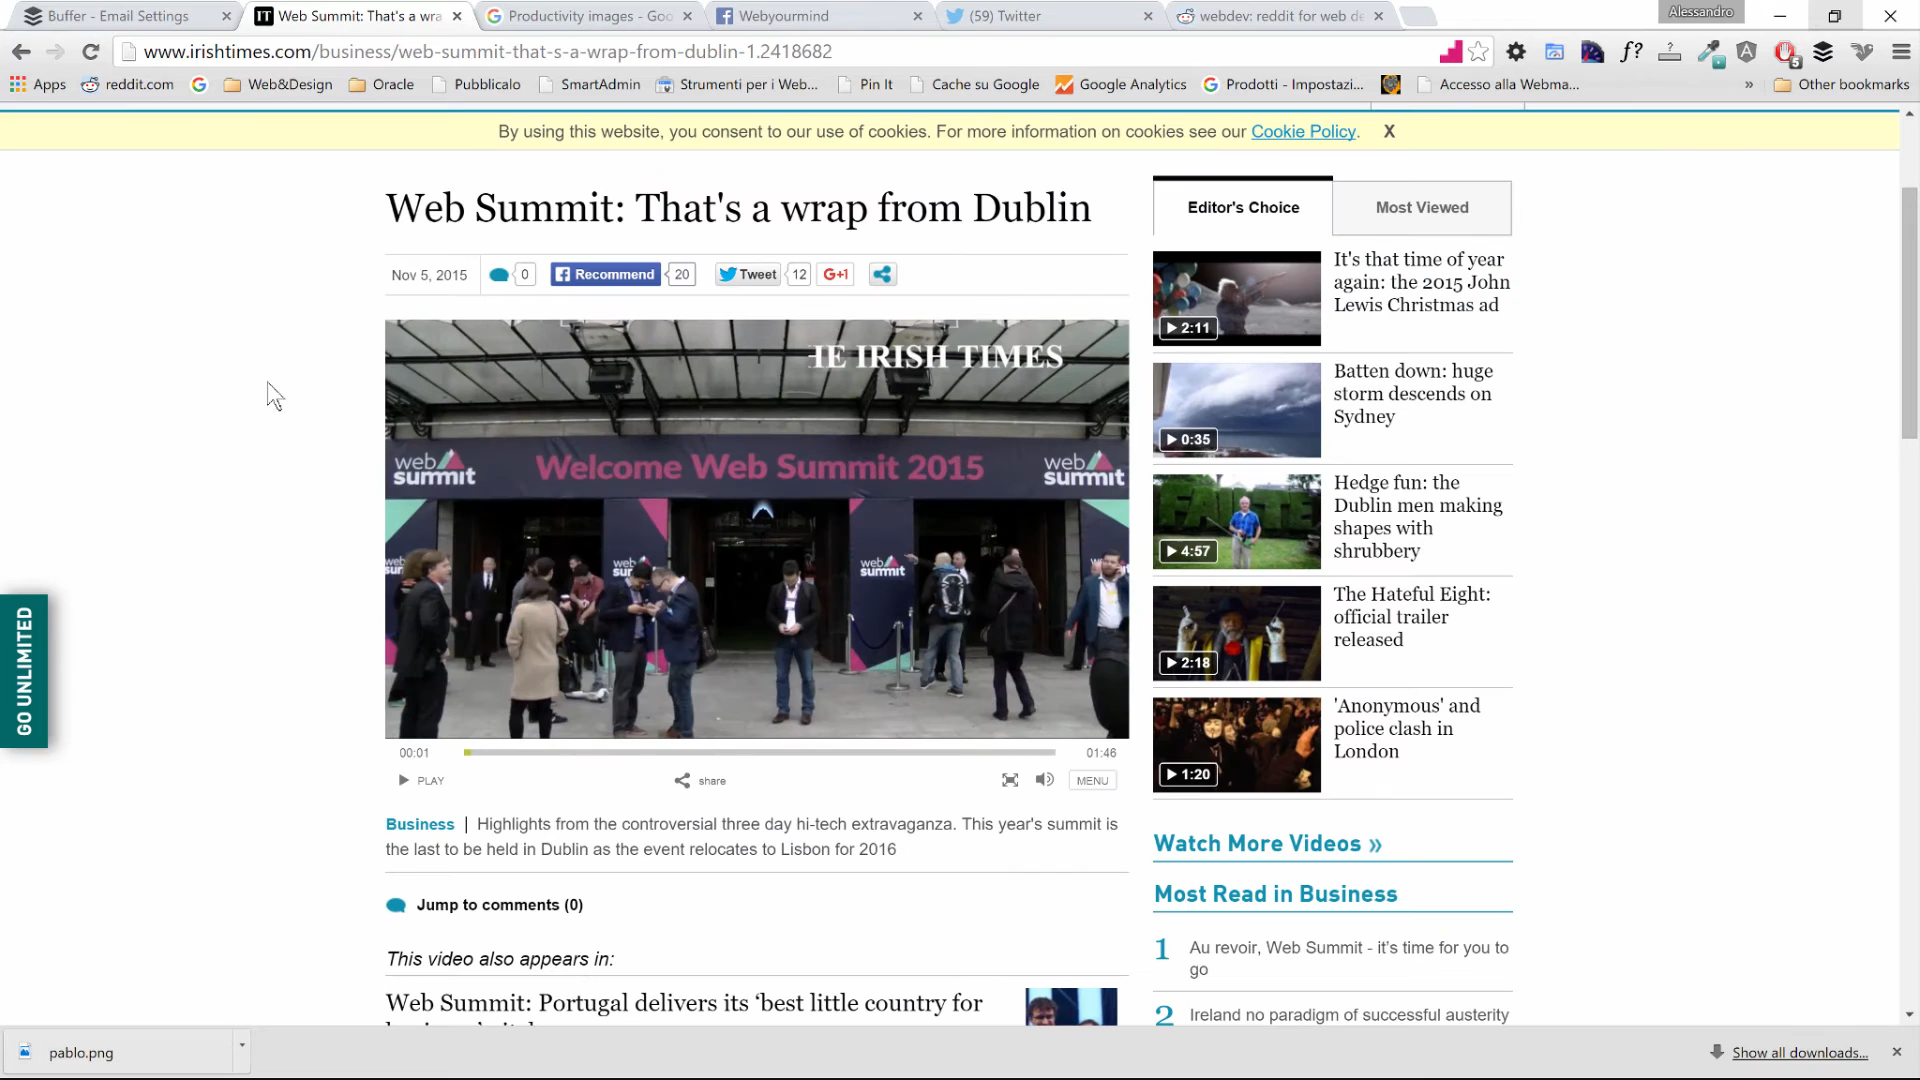 Buffer - Email Settings
Web Summit: That's a wra
Productivity images - Goo
Webyourmind
(59) Twitter
webdev: reddit for web de
Alessandro
www.irishtimes.com/business/web-summit-that-s-a-wrap-from-dublin-1.2418682
Apps
reddit.com
Web&Design
Oracle
Pubblicalo
SmartAdmin
Strumenti per i Web...
Pin It
Cache su Google
Google Analytics
Prodotti - Impostazi...
Accesso alla Webma...
»
Other bookmarks
By using this website, you consent to our use of cookies. For more information on cookies see our Cookie Policy. X
Web Summit: That's a wrap from Dublin
Nov 5, 2015
0
Recommend
20
Tweet
12
G+1
IE IRISH TIMES
web summit
Welcome Web Summit 2015
web summit
web summit
00:01
01:46
PLAY
share
MENU
Business | Highlights from the controversial three day hi-tech extravaganza. This year's summit is
the last to be held in Dublin as the event relocates to Lisbon for 2016
Jump to comments (0)
This video also appears in:
Web Summit: Portugal delivers its ‘best little country for
Editor's Choice
Most Viewed
2:11
It's that time of year
again: the 2015 John
Lewis Christmas ad
0:35
Batten down: huge
storm descends on
Sydney
4:57
Hedge fun: the
Dublin men making
shapes with
shrubbery
2:18
The Hateful Eight:
official trailer
released
1:20
'Anonymous' and
police clash in
London
Watch More Videos »
Most Read in Business
1 Au revoir, Web Summit - it's time for you to
go
2 Ireland no paradigm of successful austerity
GO UNLIMITED
pablo.png
Show all downloads...